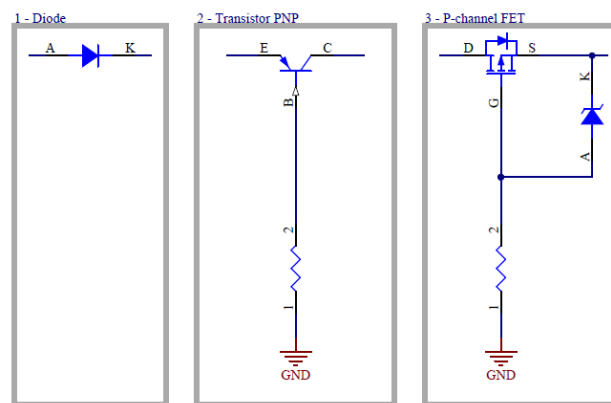 1 - Diode
A K
2 - Transistor PNP
E C
B
2
1
GND
3 - P-channel FET
D S
G
K
A
2
1
GND